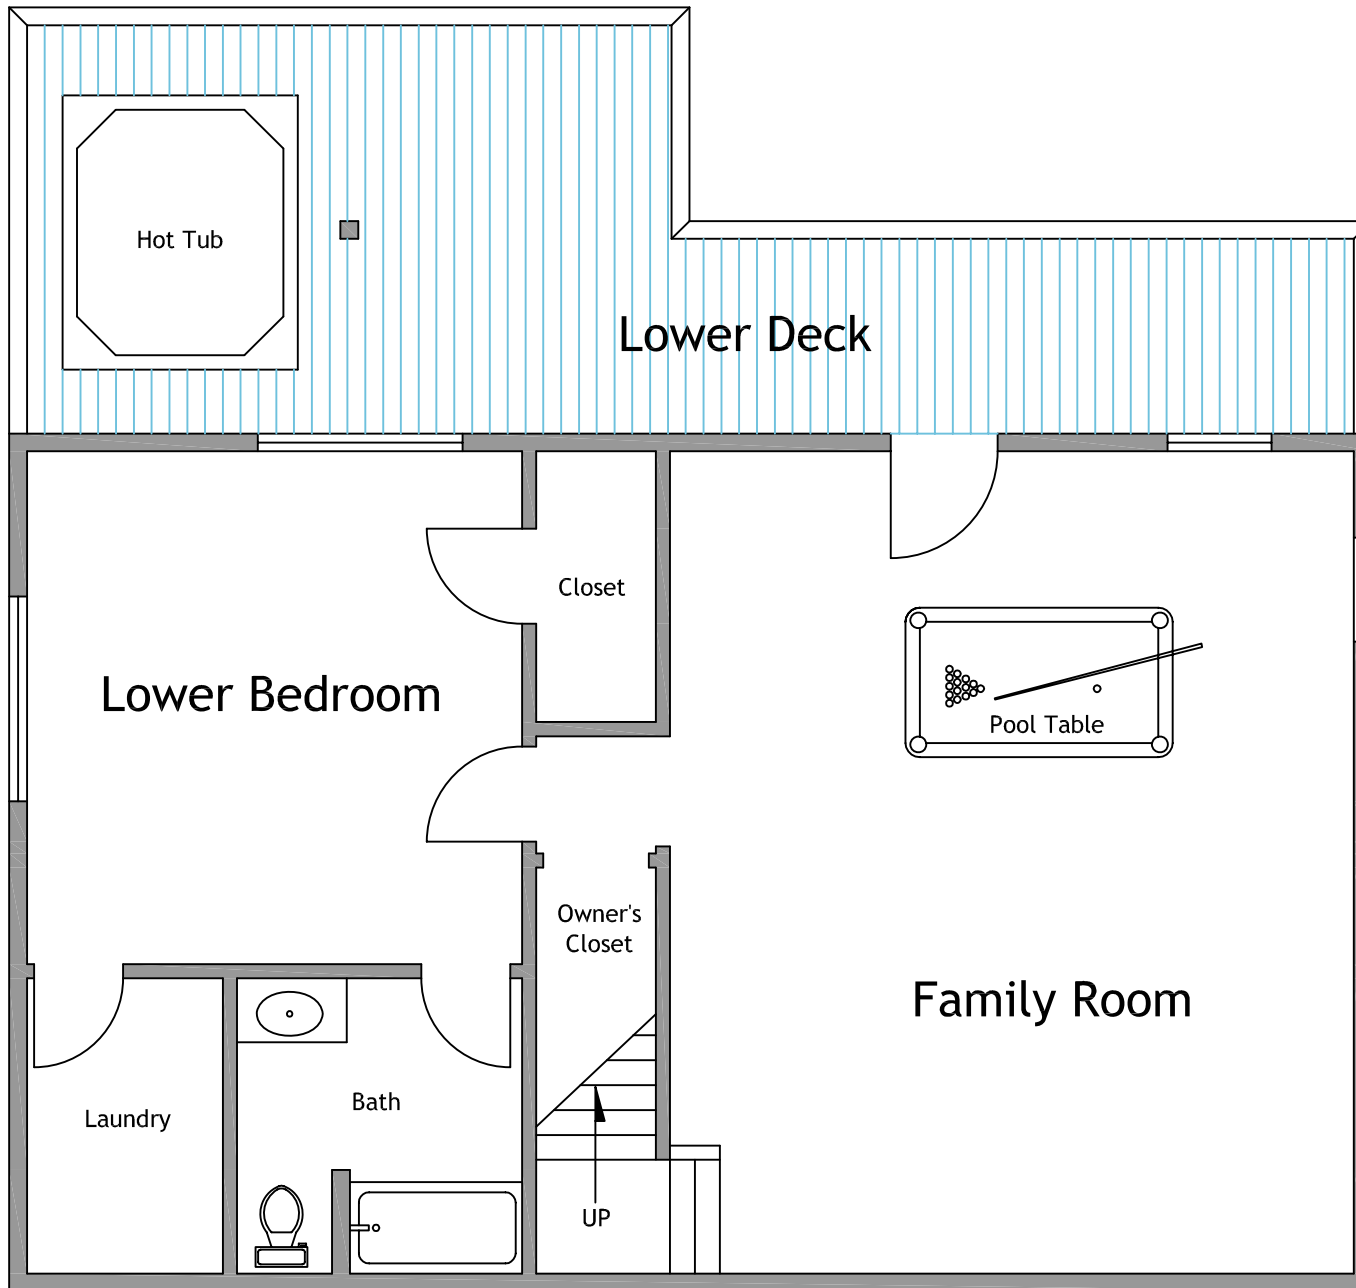 Hot Tub
Lower Deck
Closet
Lower Bedroom
Pool Table
Owner's
Closet
Family Room
Bath
Laundry
UP